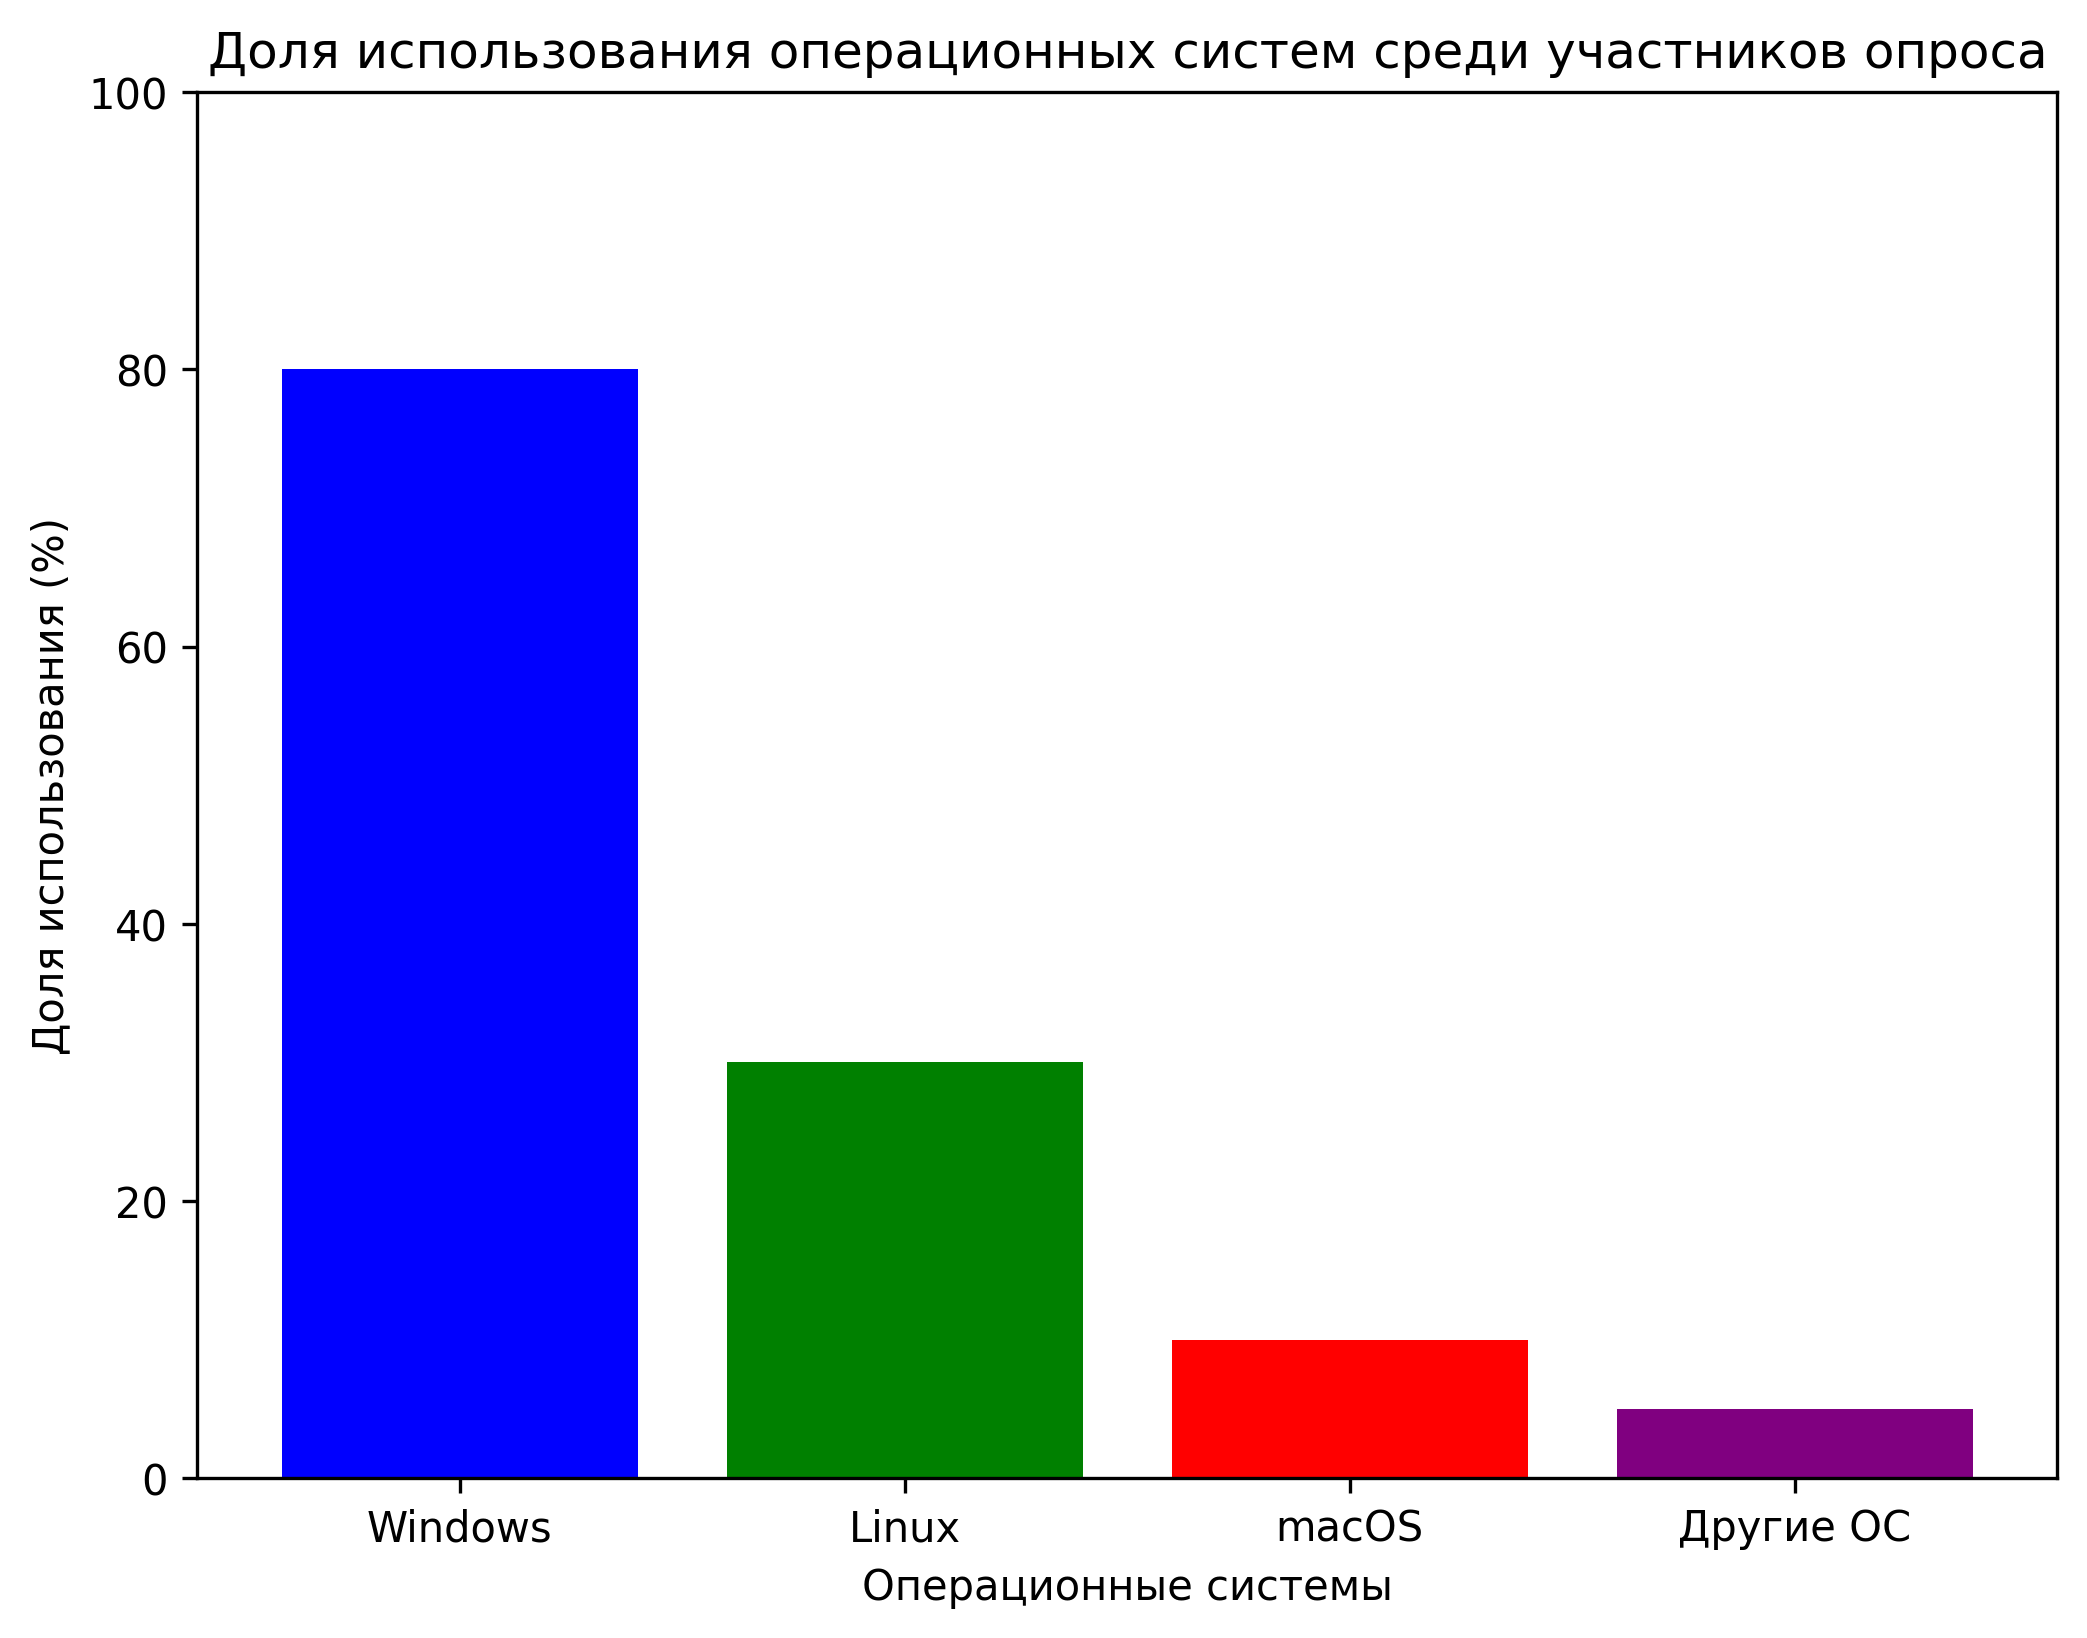 Доля использования операционных систем среди участников опроса
100
80
60
40
20
0
Доля использования (%)
Windows
Linux
macOS
Другие ОС
Операционные системы